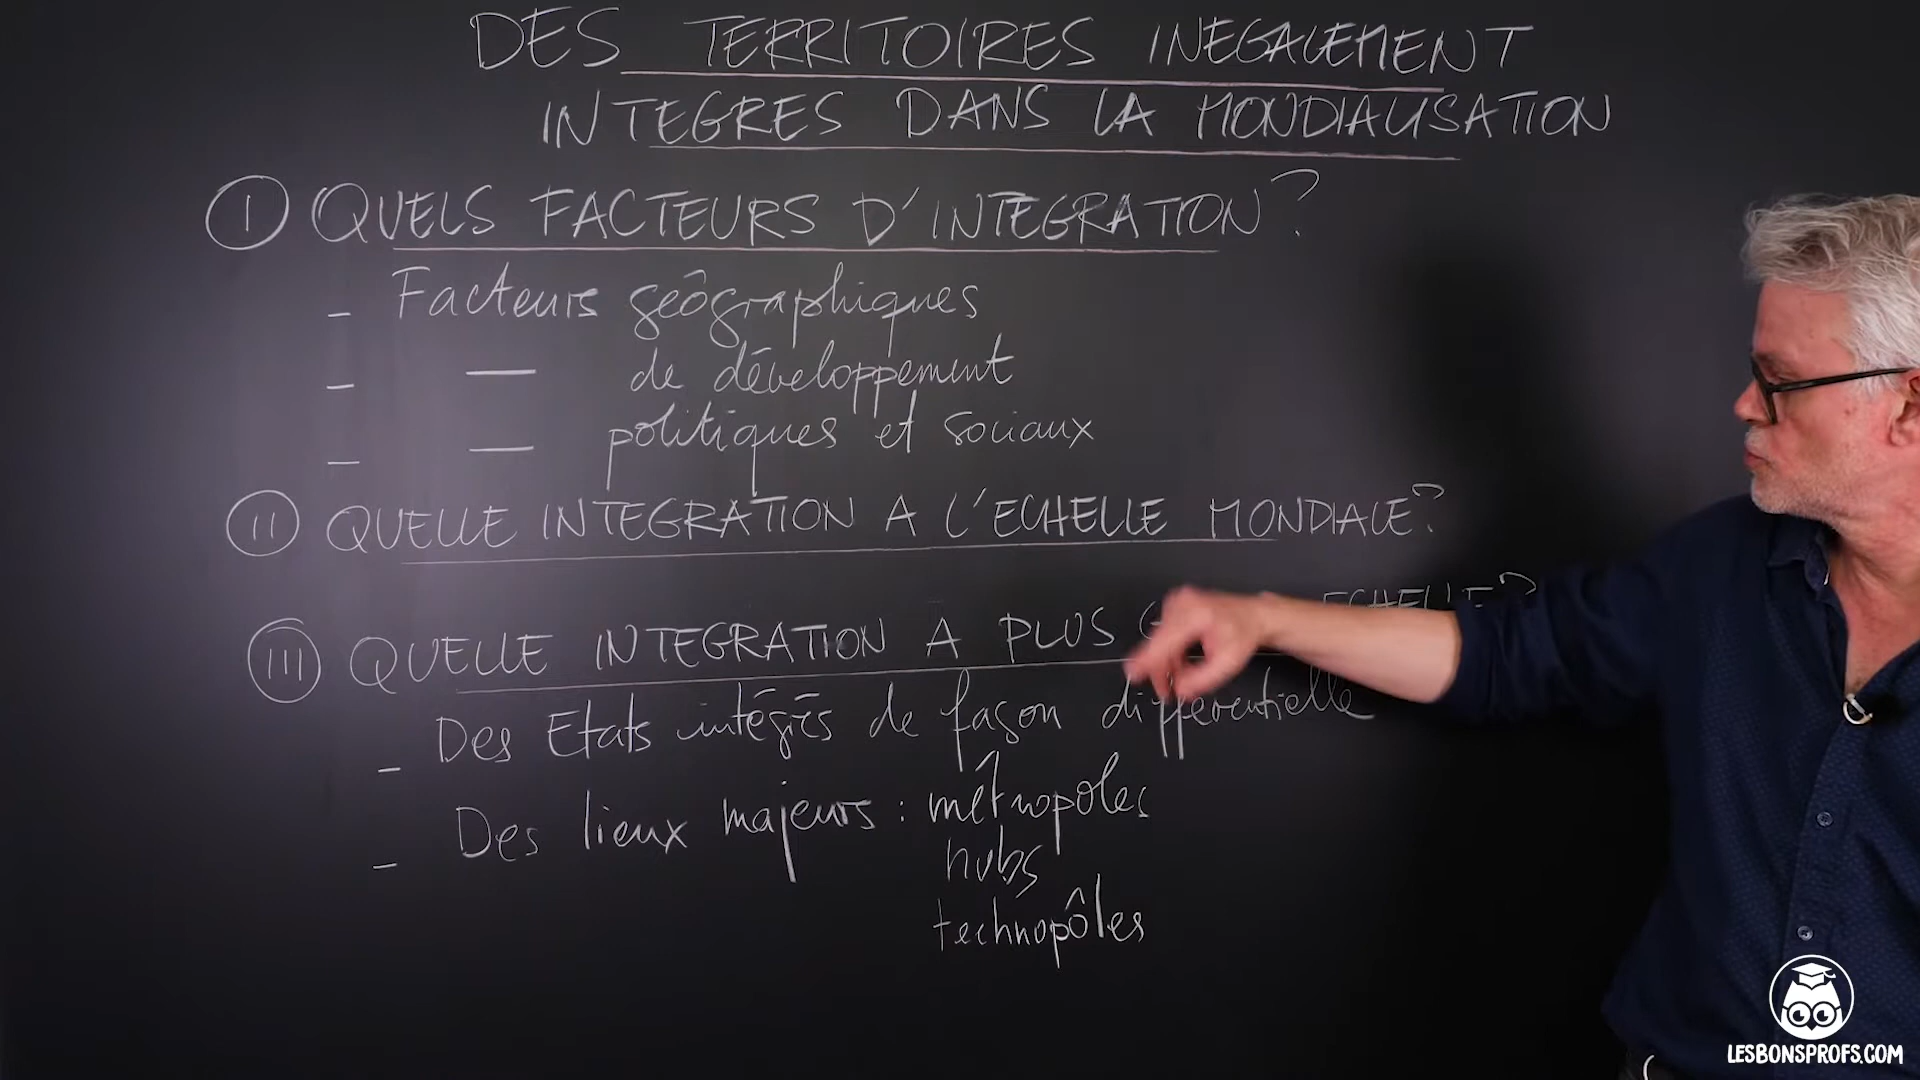 DES TERRITOIRES INEGALEMENT
INTEGRES DANS LA MONDIALISATION
I QUELS FACTEURS D'INTEGRATION ?
- Facteurs géographiques
- — de développement
- — politiques et sociaux
II QUELLE INTEGRATION A L'ECHELLE MONDIALE ?
III QUELLE INTEGRATION A PLUS ECHELLE ?
- Des Etats intégrés de façon différentielle
- Des lieux majeurs : métropoles
hubs
technopôles
LESBONSPROFS.COM